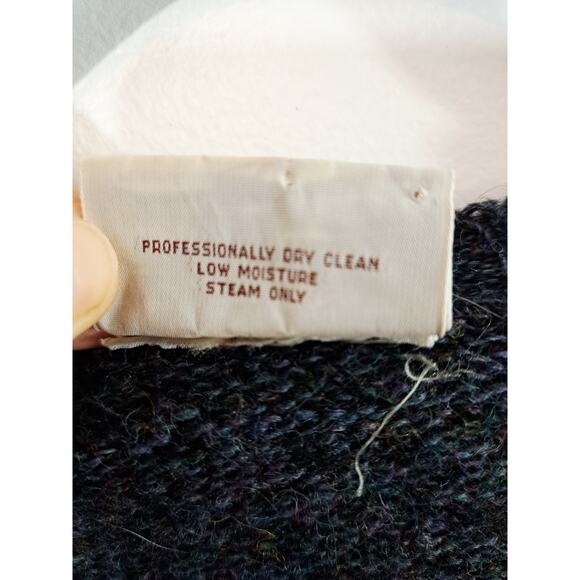 PROFESSIONALLY DRY CLEAN
LOW MOISTURE
STEAM ONLY